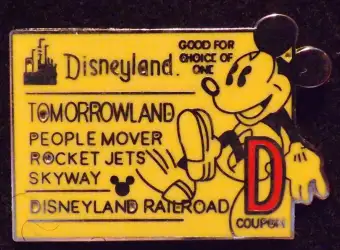 Disneyland.
GOOD FOR
CHOICE OF
ONE
TOMORROWLAND
PEOPLE MOVER
ROCKET JETS
SKYWAY
DISNEYLAND RAILROAD
D
COUPON